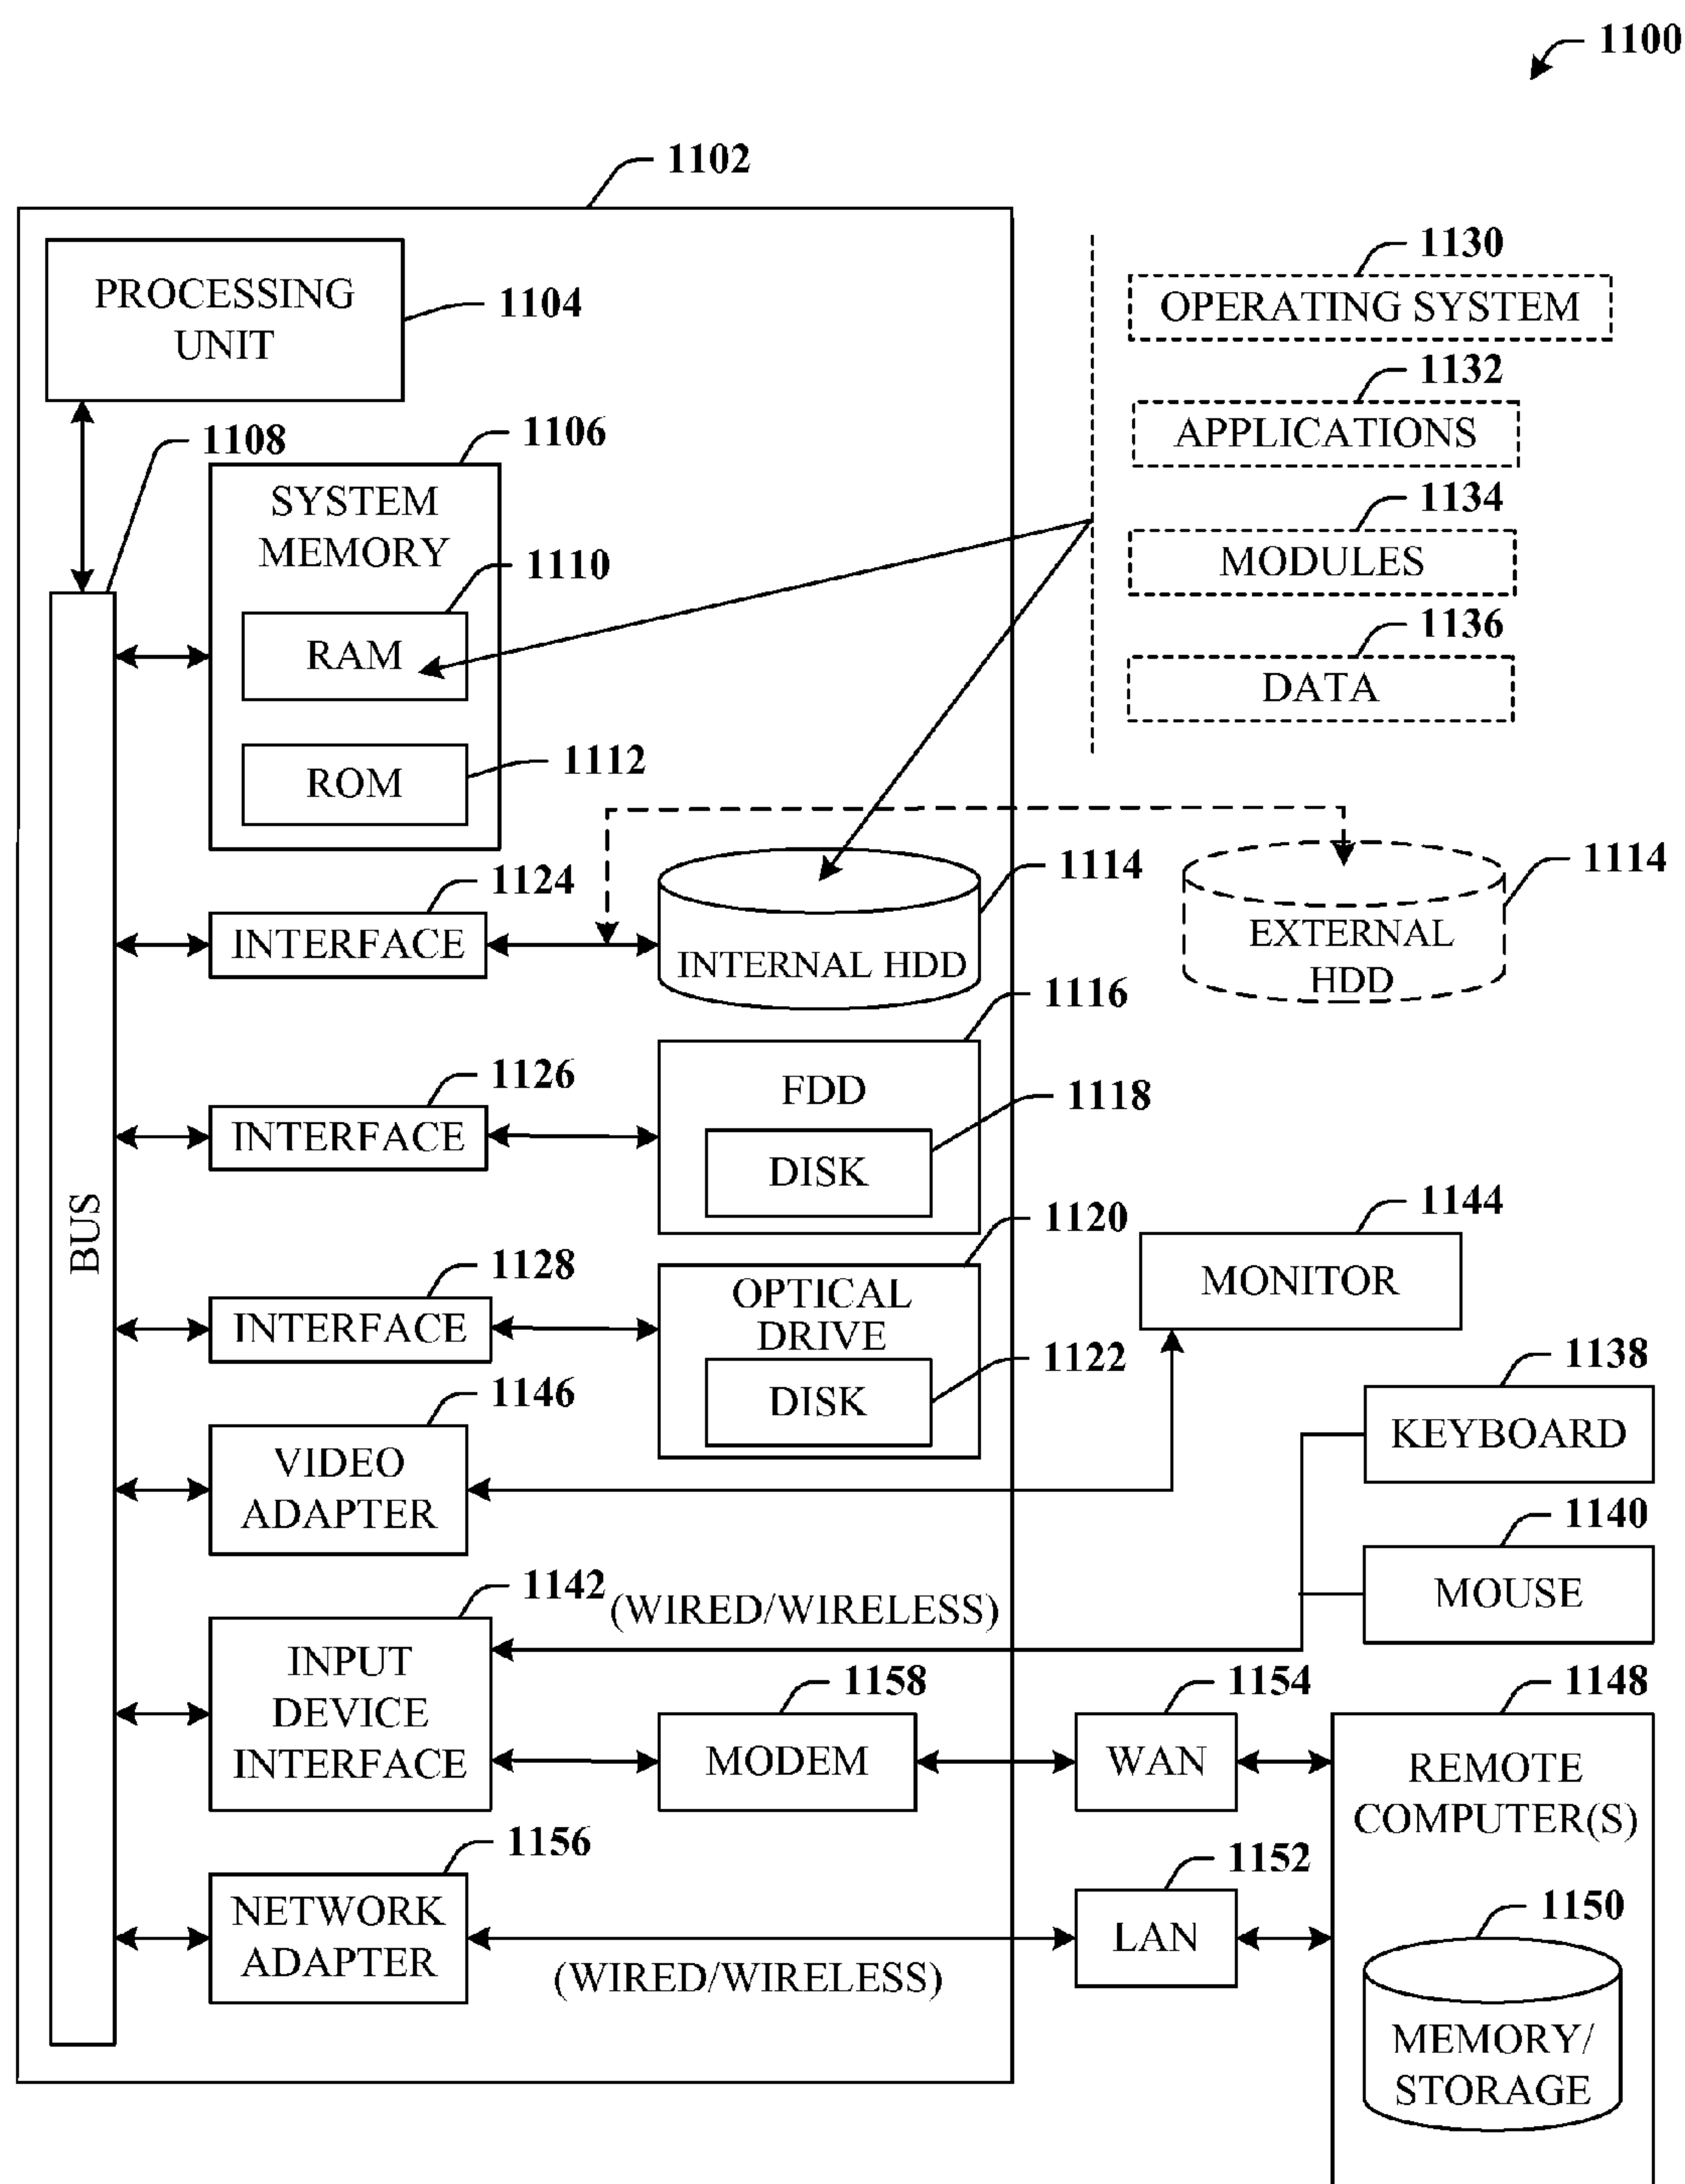 1100
1102
PROCESSING
UNIT
1104
1130
OPERATING SYSTEM
1132
APPLICATIONS
1134
MODULES
1136
DATA
1108
1106
SYSTEM
MEMORY
1110
RAM
1112
ROM
1124
INTERFACE
1114
INTERNAL HDD
1114
EXTERNAL
HDD
1116
FDD
1126
INTERFACE
1118
DISK
BUS
1120
OPTICAL
DRIVE
1128
INTERFACE
1122
DISK
1144
MONITOR
1146
VIDEO
ADAPTER
1138
KEYBOARD
1140
MOUSE
1142
(WIRED/WIRELESS)
INPUT
DEVICE
INTERFACE
1158
MODEM
1154
WAN
1148
REMOTE
COMPUTER(S)
1156
NETWORK
ADAPTER
(WIRED/WIRELESS)
1152
LAN
1150
MEMORY/
STORAGE